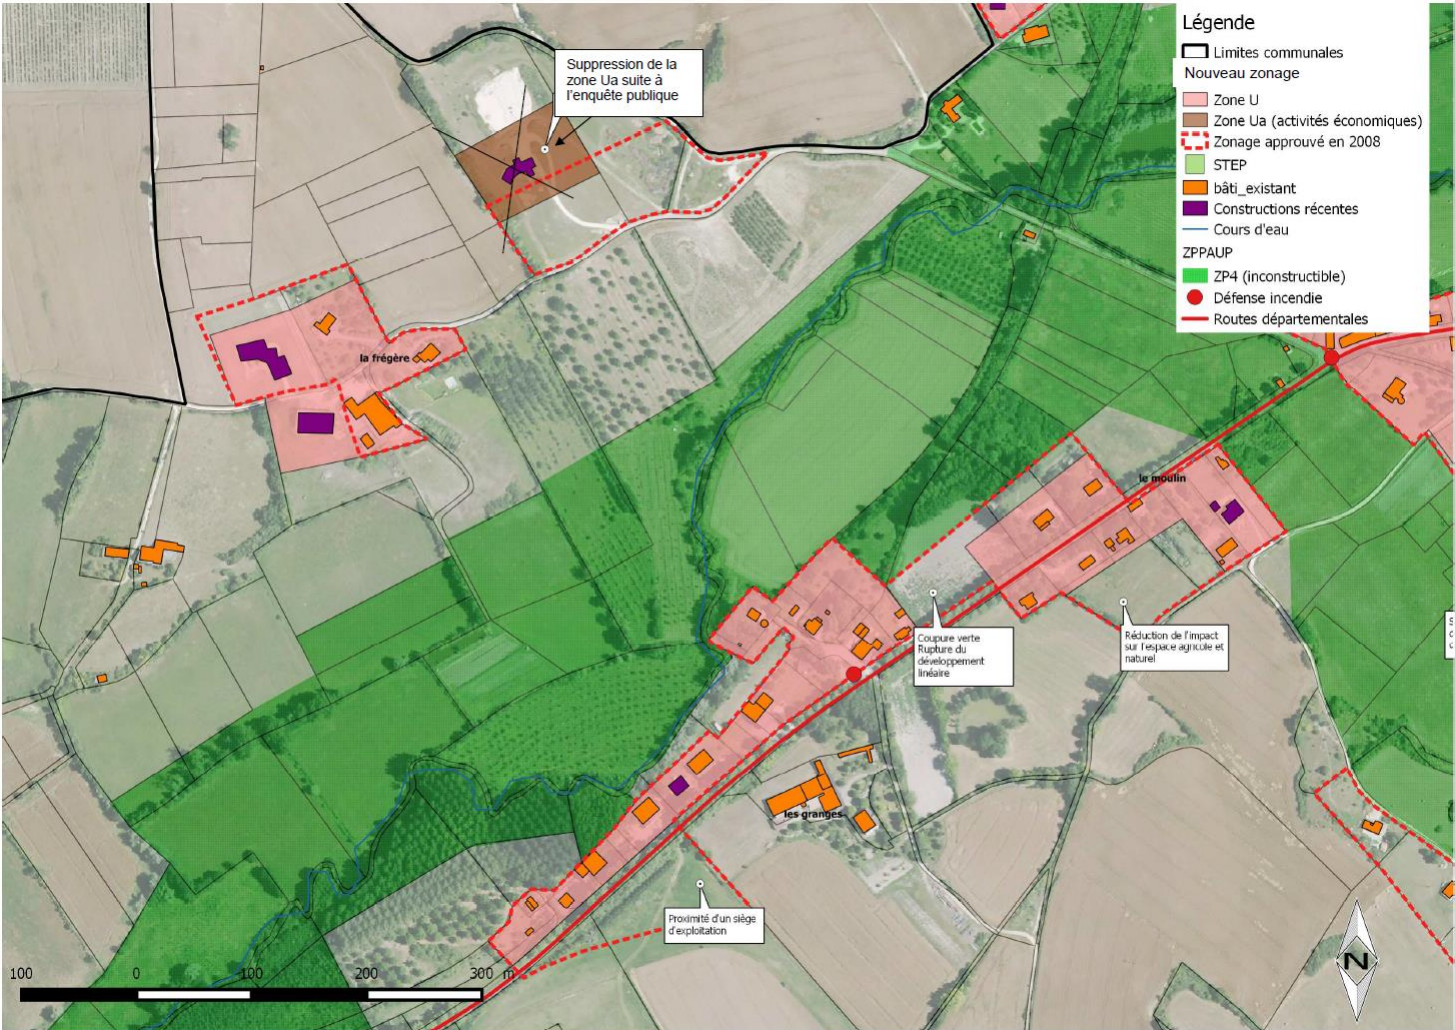 Suppression de la
zone Ua suite à
l'enquête publique
Légende
Limites communales
Nouveau zonage
Zone U
Zone Ua (activités économiques)
Zonage approuvé en 2008
STEP
bâti_existant
Constructions récentes
Cours d'eau
ZPPAUP
ZP4 (inconstructible)
Défense incendie
Routes départementales
la frégère
le moulin
Coupure verte
Rupture du
développement
linéaire
Réduction de l'impact
sur l'espace agricole et
naturel
les granges
Proximité d'un siège
d'exploitation
100 0 100 200 300 m
N